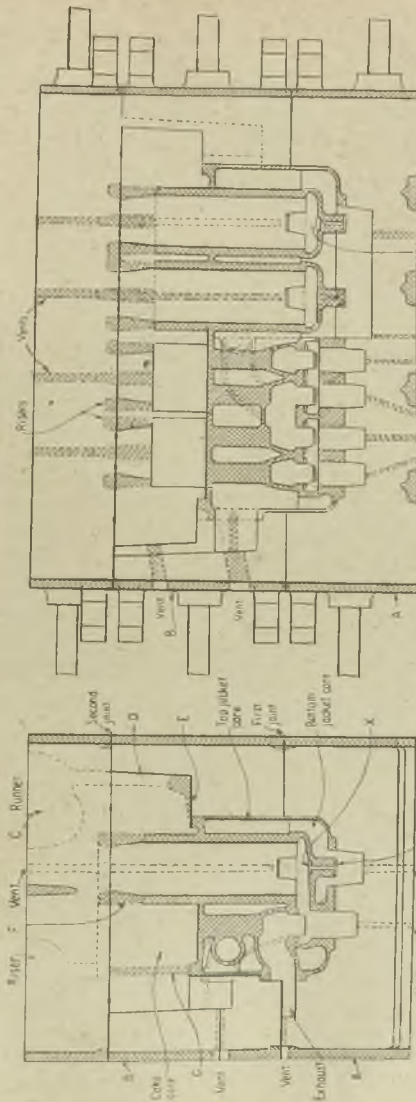 Risers
Vents
Vent
B
Vent
A
Riser
F
Vent
C
Runner
Second
joint
D
E
Top jacket
core
First
joint
Bottom
jacket core
X
B
Cake
core
G
Vent
Vent
Exhaust